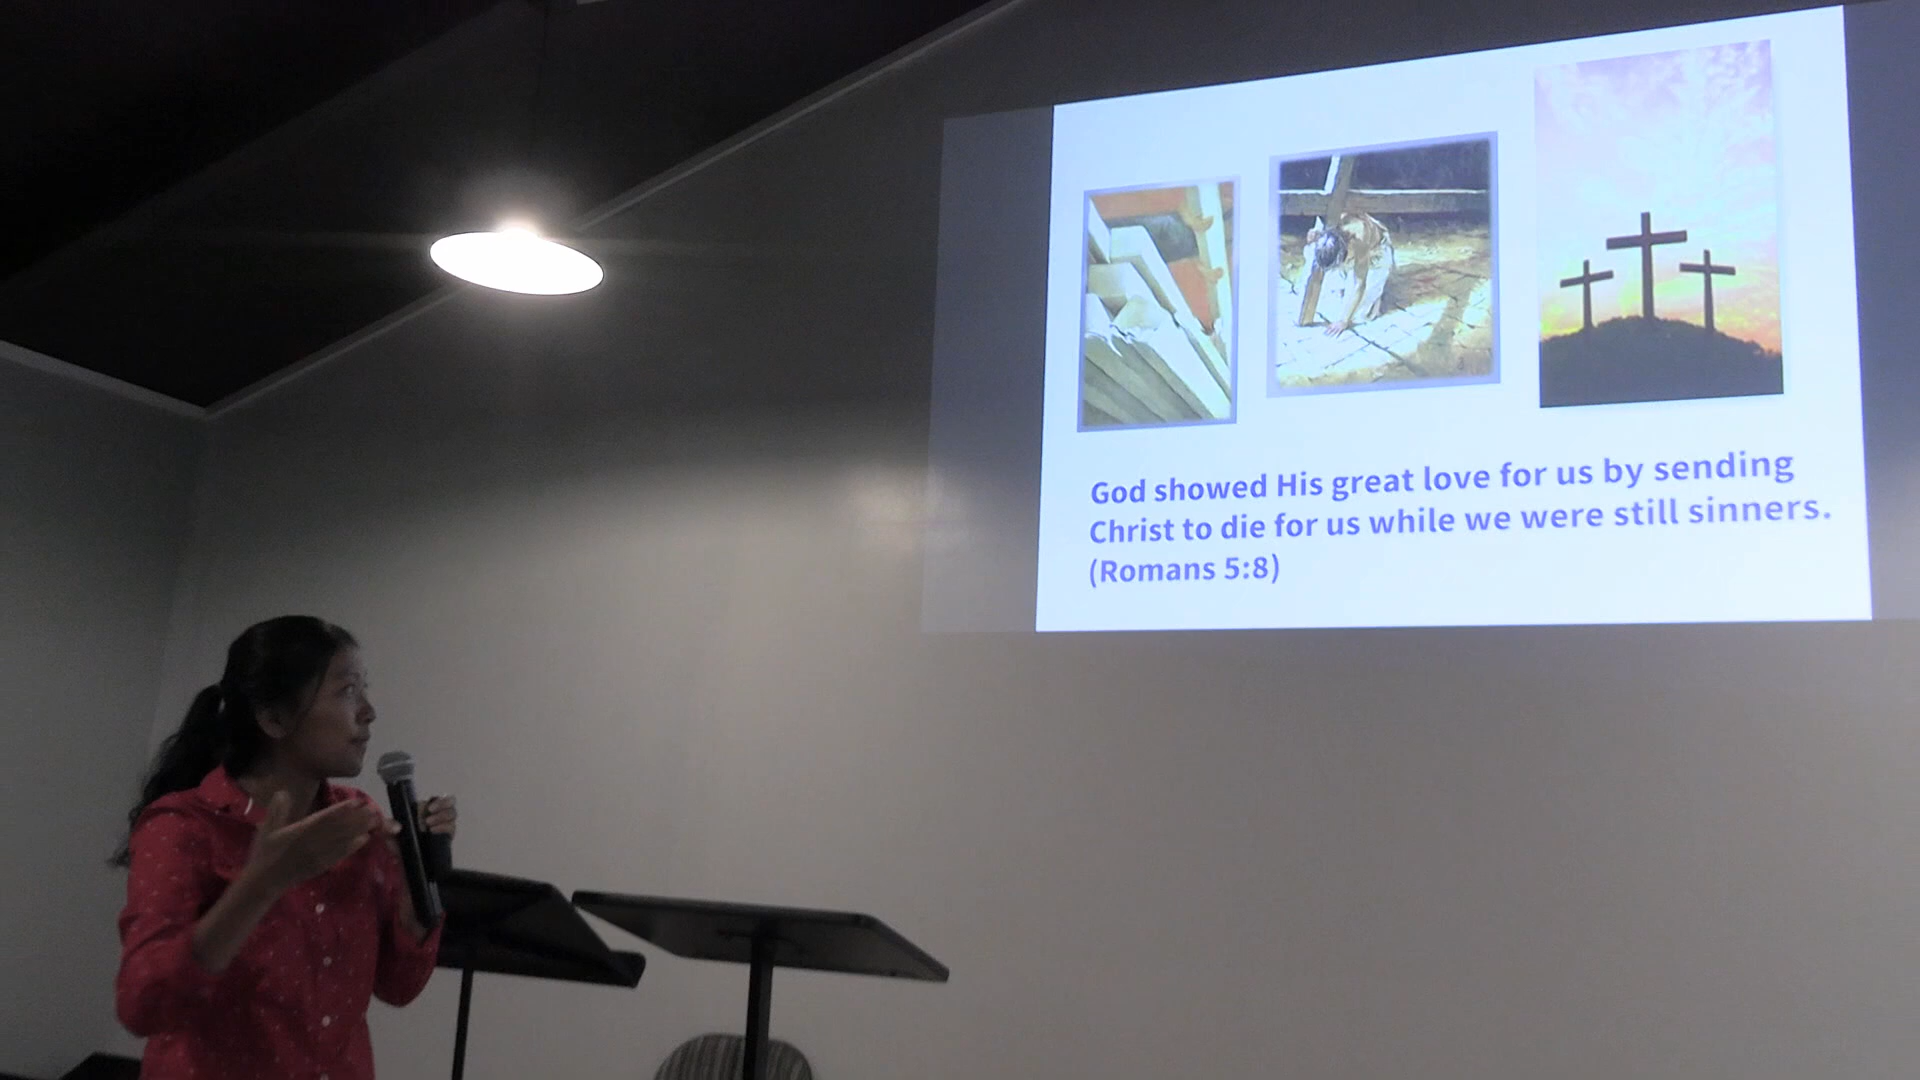 God showed His great love for us by sending
Christ to die for us while we were still sinners.
(Romans 5:8)